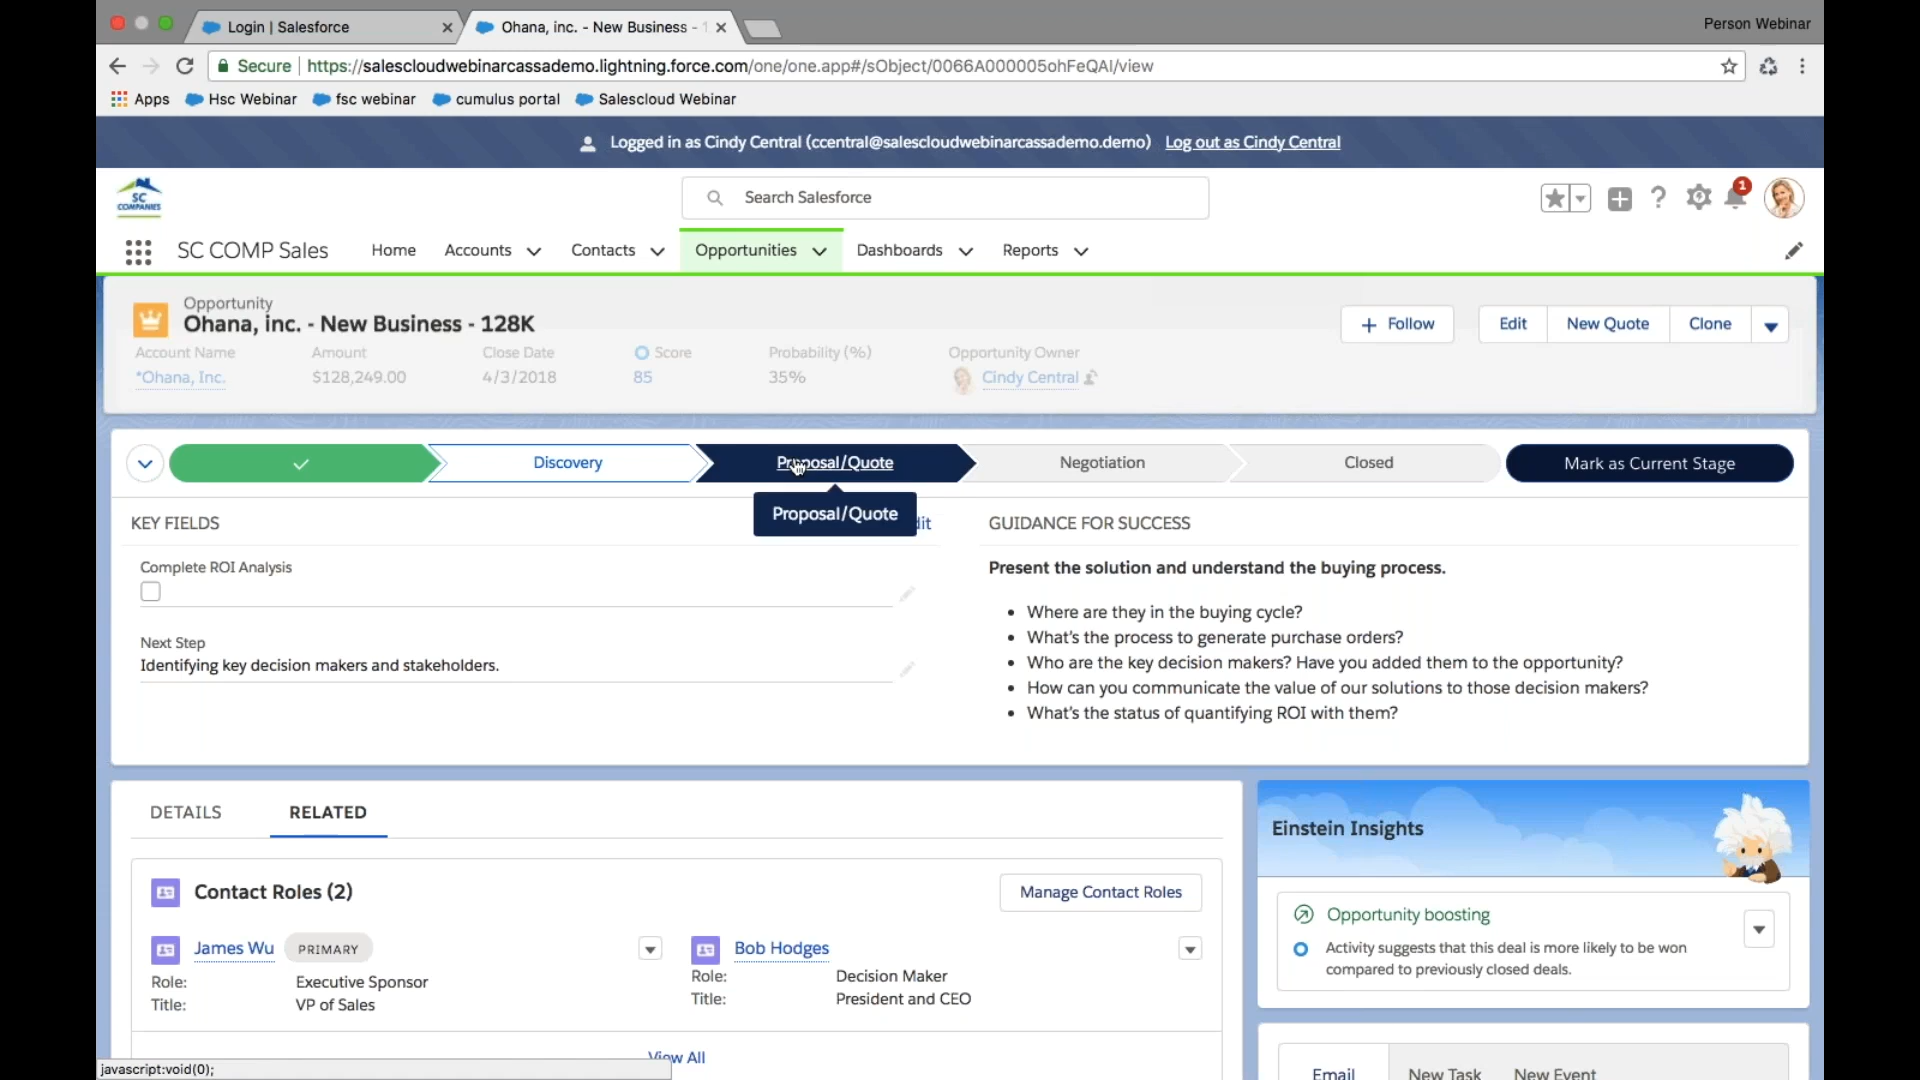 Login | Salesforce
Ohana, inc. - New Business - 1
Person Webinar
Secure https://salescloudwebinarcassademo.lightning.force.com/one/one.app#/sObject/0066A000005ohFeQAI/view
Apps Hsc Webinar fsc webinar cumulus portal Salescloud Webinar
Logged in as Cindy Central (ccentral@salescloudwebinarcassademo.demo) Log out as Cindy Central
SC
COMPANIES
Search Salesforce
1
SC COMP Sales Home Accounts Contacts Opportunities Dashboards Reports
Opportunity
Ohana, inc. - New Business - 128K
Follow Edit New Quote Clone
Account Name Amount Close Date Score Probability (%) Opportunity Owner
*Ohana, Inc. $128,249.00 4/3/2018 85 35% Cindy Central
Discovery Proposal/Quote Negotiation Closed Mark as Current Stage
Proposal/Quote
KEY FIELDS
GUIDANCE FOR SUCCESS
Complete ROI Analysis
Next Step
Identifying key decision makers and stakeholders.
Present the solution and understand the buying process.
• Where are they in the buying cycle?
• What's the process to generate purchase orders?
• Who are the key decision makers? Have you added them to the opportunity?
• How can you communicate the value of our solutions to those decision makers?
• What's the status of quantifying ROI with them?
DETAILS RELATED
Contact Roles (2)
Manage Contact Roles
James Wu PRIMARY
Role: Executive Sponsor
Title: VP of Sales
Bob Hodges
Role: Decision Maker
Title: President and CEO
View All
Einstein Insights
Opportunity boosting
Activity suggests that this deal is more likely to be won
compared to previously closed deals.
Email New Task New Event
javascript:void(0);